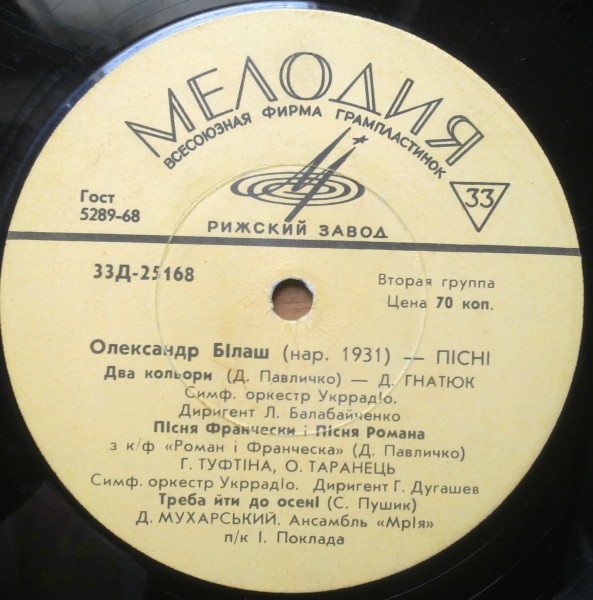 МЕЛОДИЯ
ВСЕСОЮЗНАЯ ФИРМА ГРАМПЛАСТИНОК
33
Гост
5289-68
РИЖСКИЙ ЗАВОД
33Д-25168
Вторая группа
Цена 70 коп.
Олександр Білаш (нар. 1931) — ПІСНІ
Два кольори (Д. Павличко) — Д. ГНАТЮК
Симф. оркестр Укррадіо.
Диригент Л. Балабайченко
Пісня Франчески і Пісня Романа
з к/ф «Роман і Франческа» (Д. Павличко)
Г. ТУФТІНА, О. ТАРАНЕЦЬ
Симф. оркестр Укррадіо. Диригент Г. Дугашев
Треба йти до осені (С. Пушик)
Д. МУХАРСЬКИЙ. Ансамбль «Мрія»
п/к І. Поклада